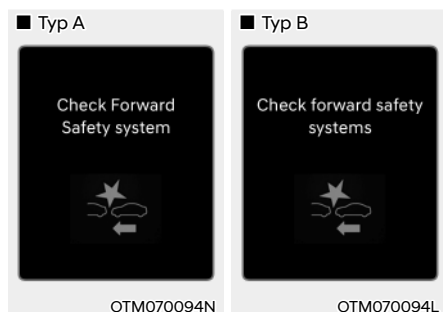 ■ Typ A
Check Forward
Safety system
OTM070094N
■ Typ B
Check forward safety
systems
OTM070094L